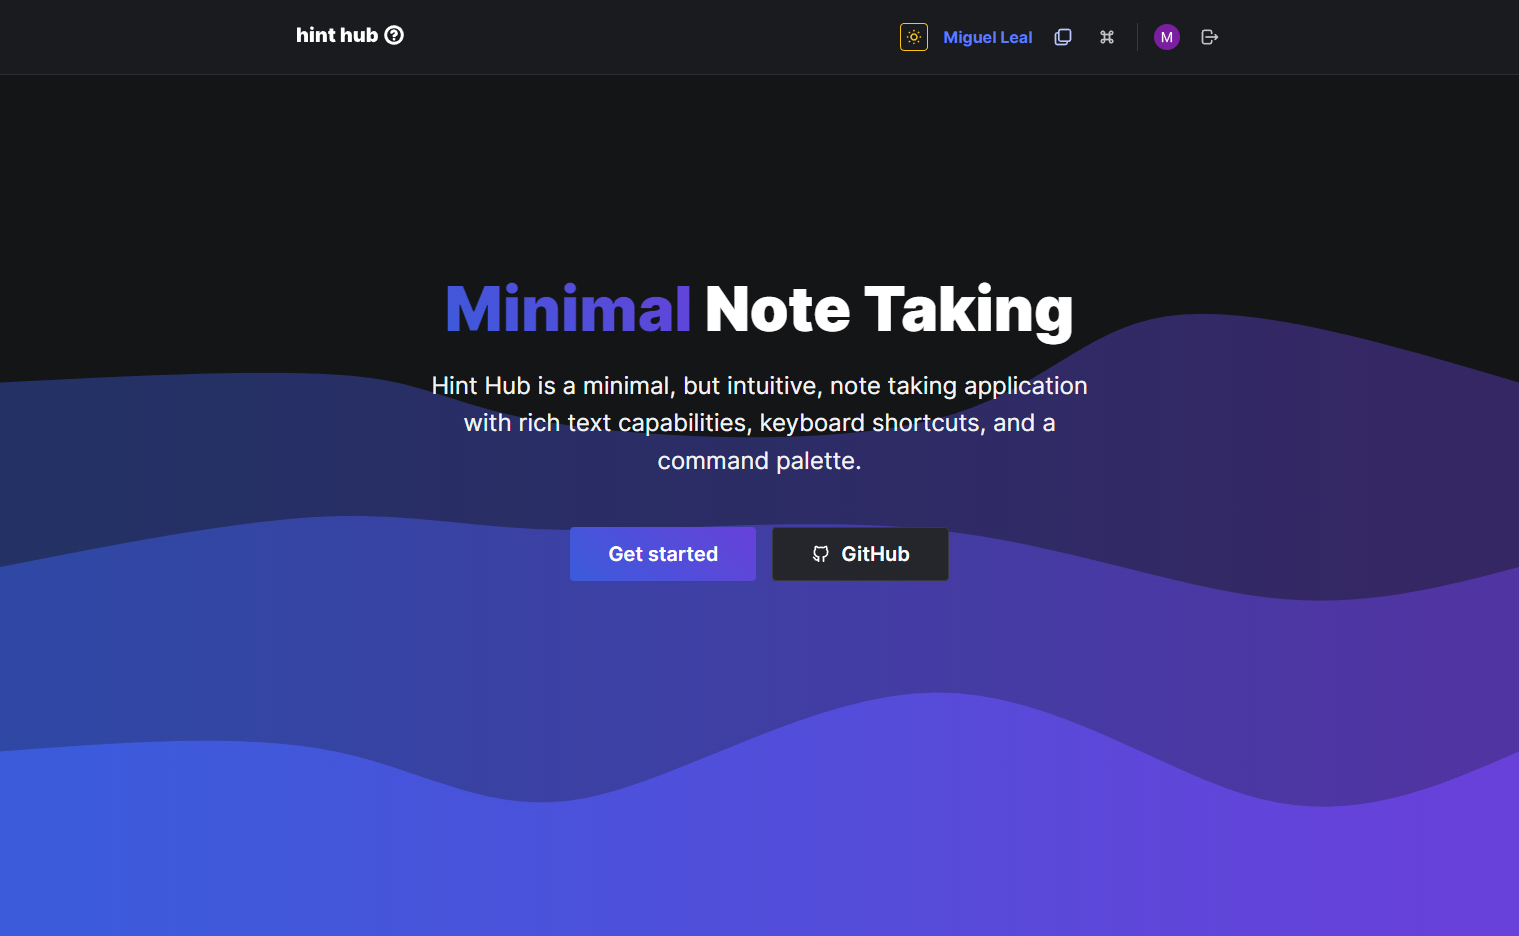 hint hub
Miguel Leal
M
Minimal Note Taking
Hint Hub is a minimal, but intuitive, note taking application
with rich text capabilities, keyboard shortcuts, and a
command palette.
Get started
GitHub